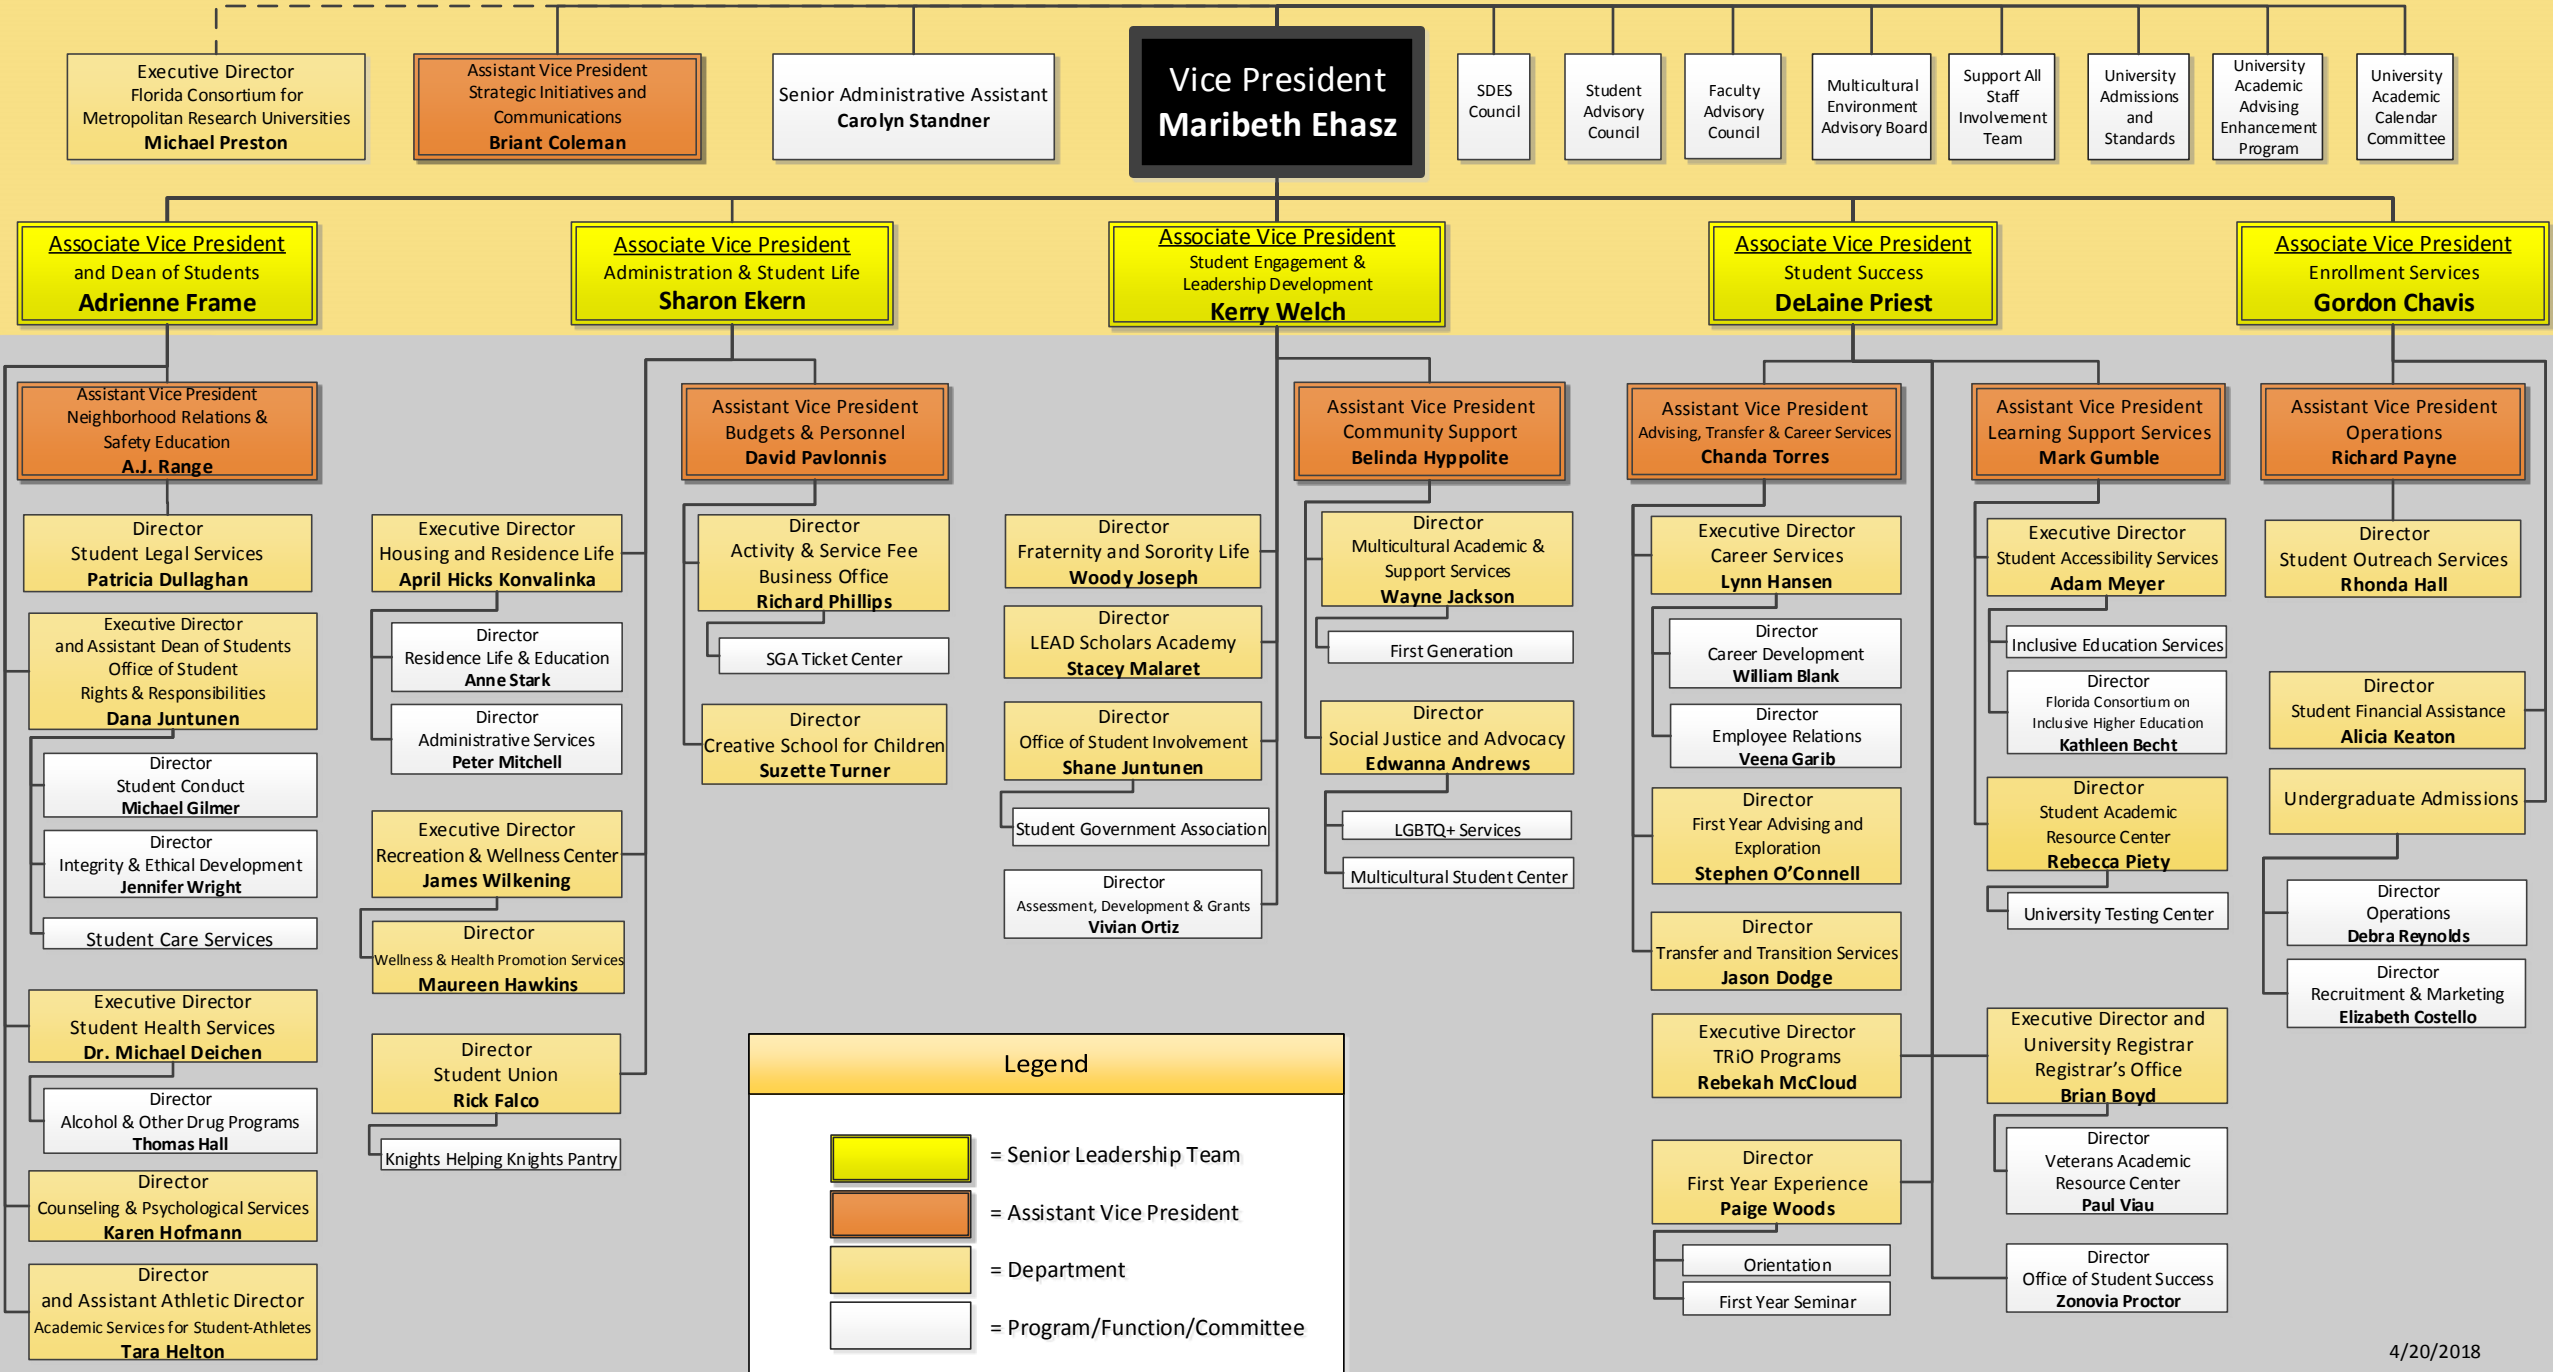 Executive Director
Florida Consortium for
Metropolitan Research Universities
Michael Preston
Assistant Vice President
Strategic Initiatives and
Communications
Briant Coleman
Senior Administrative Assistant
Carolyn Standner
Vice President
Maribeth Ehasz
SDES
Council
Student
Advisory
Council
Faculty
Advisory
Council
Multicultural
Environment
Advisory Board
Support All
Staff
Involvement
Team
University
Admissions
and
Standards
University
Academic
Advising
Enhancement
Program
University
Academic
Calendar
Committee
Associate Vice President
and Dean of Students
Adrienne Frame
Associate Vice President
Administration & Student Life
Sharon Ekern
Associate Vice President
Student Engagement &
Leadership Development
Kerry Welch
Associate Vice President
Student Success
DeLaine Priest
Associate Vice President
Enrollment Services
Gordon Chavis
Assistant Vice President
Neighborhood Relations &
Safety Education
A.J. Range
Director
Student Legal Services
Patricia Dullaghan
Executive Director
and Assistant Dean of Students
Office of Student
Rights & Responsibilities
Dana Juntunen
Director
Student Conduct
Michael Gilmer
Director
Integrity & Ethical Development
Jennifer Wright
Student Care Services
Executive Director
Student Health Services
Dr. Michael Deichen
Director
Alcohol & Other Drug Programs
Thomas Hall
Director
Counseling & Psychological Services
Karen Hofmann
Director
and Assistant Athletic Director
Academic Services for Student-Athletes
Tara Helton
Executive Director
Housing and Residence Life
April Hicks Konvalinka
Director
Residence Life & Education
Anne Stark
Director
Administrative Services
Peter Mitchell
Executive Director
Recreation & Wellness Center
James Wilkening
Director
Wellness & Health Promotion Services
Maureen Hawkins
Director
Student Union
Rick Falco
Knights Helping Knights Pantry
Assistant Vice President
Budgets & Personnel
David Pavlonnis
Director
Activity & Service Fee
Business Office
Richard Phillips
SGA Ticket Center
Director
Creative School for Children
Suzette Turner
Director
Fraternity and Sorority Life
Woody Joseph
Director
LEAD Scholars Academy
Stacey Malaret
Director
Office of Student Involvement
Shane Juntunen
Student Government Association
Director
Assessment, Development & Grants
Vivian Ortiz
Assistant Vice President
Community Support
Belinda Hyppolite
Director
Multicultural Academic &
Support Services
Wayne Jackson
First Generation
Director
Social Justice and Advocacy
Edwanna Andrews
LGBTQ+ Services
Multicultural Student Center
Assistant Vice President
Advising, Transfer & Career Services
Chanda Torres
Executive Director
Career Services
Lynn Hansen
Director
Career Development
William Blank
Director
Employee Relations
Veena Garib
Director
First Year Advising and
Exploration
Stephen O'Connell
Director
Transfer and Transition Services
Jason Dodge
Executive Director
TRiO Programs
Rebekah McCloud
Director
First Year Experience
Paige Woods
Orientation
First Year Seminar
Assistant Vice President
Learning Support Services
Mark Gumble
Executive Director
Student Accessibility Services
Adam Meyer
Inclusive Education Services
Director
Florida Consortium on
Inclusive Higher Education
Kathleen Becht
Director
Student Academic
Resource Center
Rebecca Piety
University Testing Center
Executive Director and
University Registrar
Registrar's Office
Brian Boyd
Director
Veterans Academic
Resource Center
Paul Viau
Director
Office of Student Success
Zonovia Proctor
Assistant Vice President
Operations
Richard Payne
Director
Student Outreach Services
Rhonda Hall
Director
Student Financial Assistance
Alicia Keaton
Undergraduate Admissions
Director
Operations
Debra Reynolds
Director
Recruitment & Marketing
Elizabeth Costello
Legend
= Senior Leadership Team
= Assistant Vice President
= Department
= Program/Function/Committee
4/20/2018